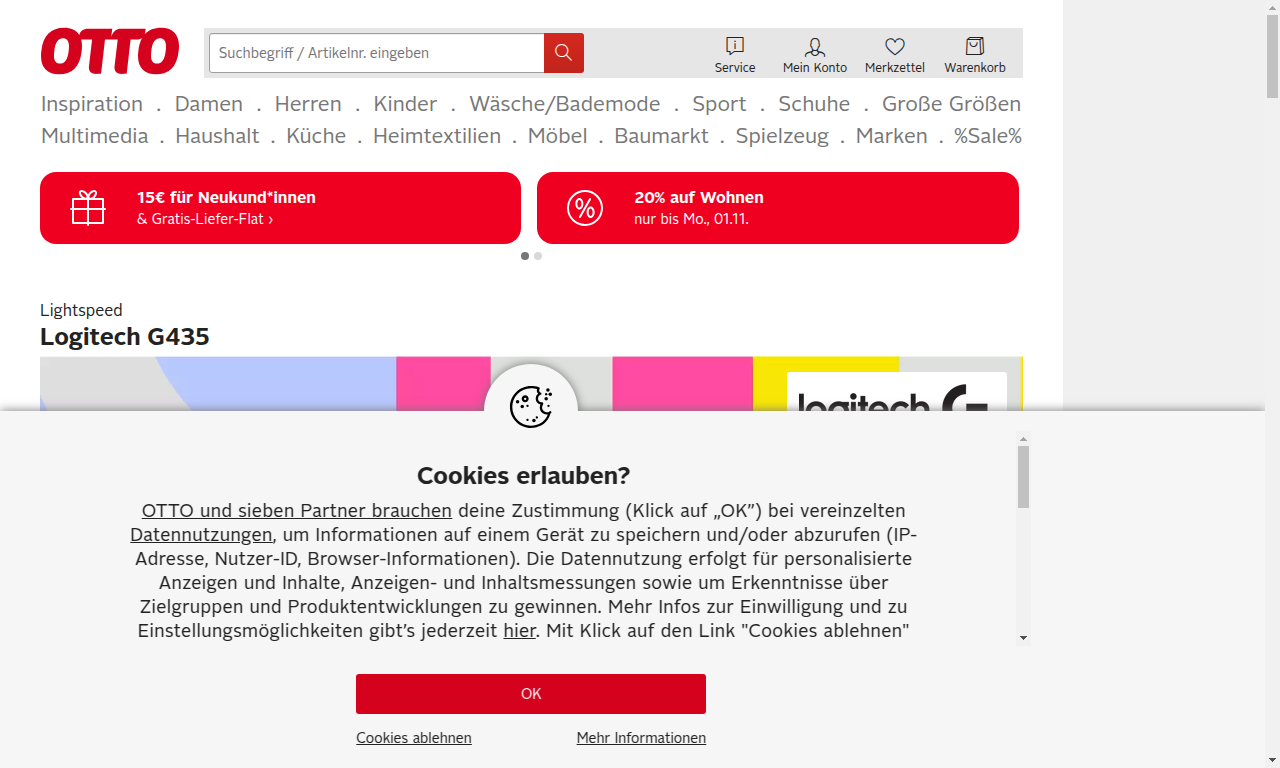 OTTO
Suchbegriff / Artikelnr. eingeben
Service
Mein Konto
Merkzettel
Warenkorb
Inspiration . Damen . Herren . Kinder . Wäsche/Bademode . Sport . Schuhe . Große Größen
Multimedia . Haushalt . Küche . Heimtextilien . Möbel . Baumarkt . Spielzeug . Marken . %Sale%
15€ für Neukund*innen
& Gratis-Liefer-Flat ›
20% auf Wohnen
nur bis Mo., 01.11.
Lightspeed
Logitech G435
logitech G
Cookies erlauben?
OTTO und sieben Partner brauchen deine Zustimmung (Klick auf „OK”) bei vereinzelten
Datennutzungen, um Informationen auf einem Gerät zu speichern und/oder abzurufen (IP-
Adresse, Nutzer-ID, Browser-Informationen). Die Datennutzung erfolgt für personalisierte
Anzeigen und Inhalte, Anzeigen- und Inhaltsmessungen sowie um Erkenntnisse über
Zielgruppen und Produktentwicklungen zu gewinnen. Mehr Infos zur Einwilligung und zu
Einstellungsmöglichkeiten gibt’s jederzeit hier. Mit Klick auf den Link "Cookies ablehnen"
OK
Cookies ablehnen
Mehr Informationen